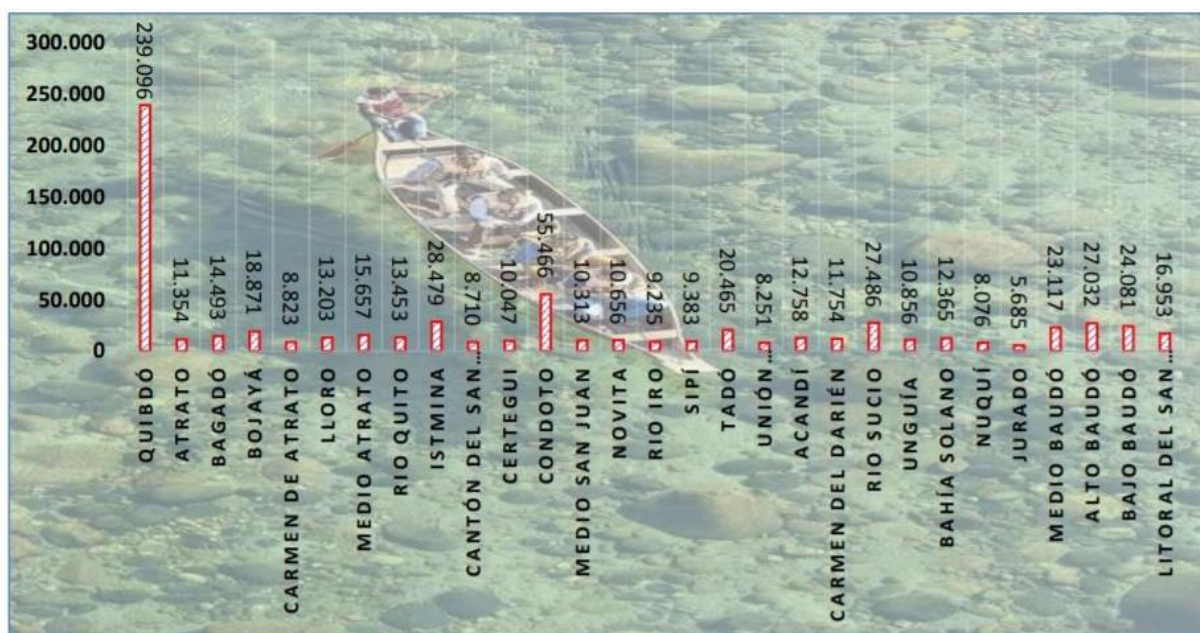 300.000
250.000
200.000
150.000
100.000
50.000
0
239.096
11.354
14.493
18.871
8.823
13.203
15.657
13.453
28.479
8.710
10.047
55.466
10.313
10.656
9.235
9.383
20.465
8.251
12.758
11.754
27.486
10.856
12.365
8.076
5.685
23.117
27.032
24.081
16.953
QUIBDÓ
ATRATO
BAGADÓ
BOJAYÁ
CARMEN DE ATRATO
LLORO
MEDIO ATRATO
RIO QUITO
ISTMINA
CANTÓN DEL SAN...
CERTEGUI
CONDOTO
MEDIO SAN JUAN
NOVITA
RIO IRO
SIPÍ
TADÓ
UNIÓN...
ACANDÍ
CARMEN DEL DARIÉN
RIO SUCIO
UNGUÍA
BAHÍA SOLANO
NUQUÍ
JURADO
MEDIO BAUDÓ
ALTO BAUDÓ
BAJO BAUDÓ
LITORAL DEL SAN...